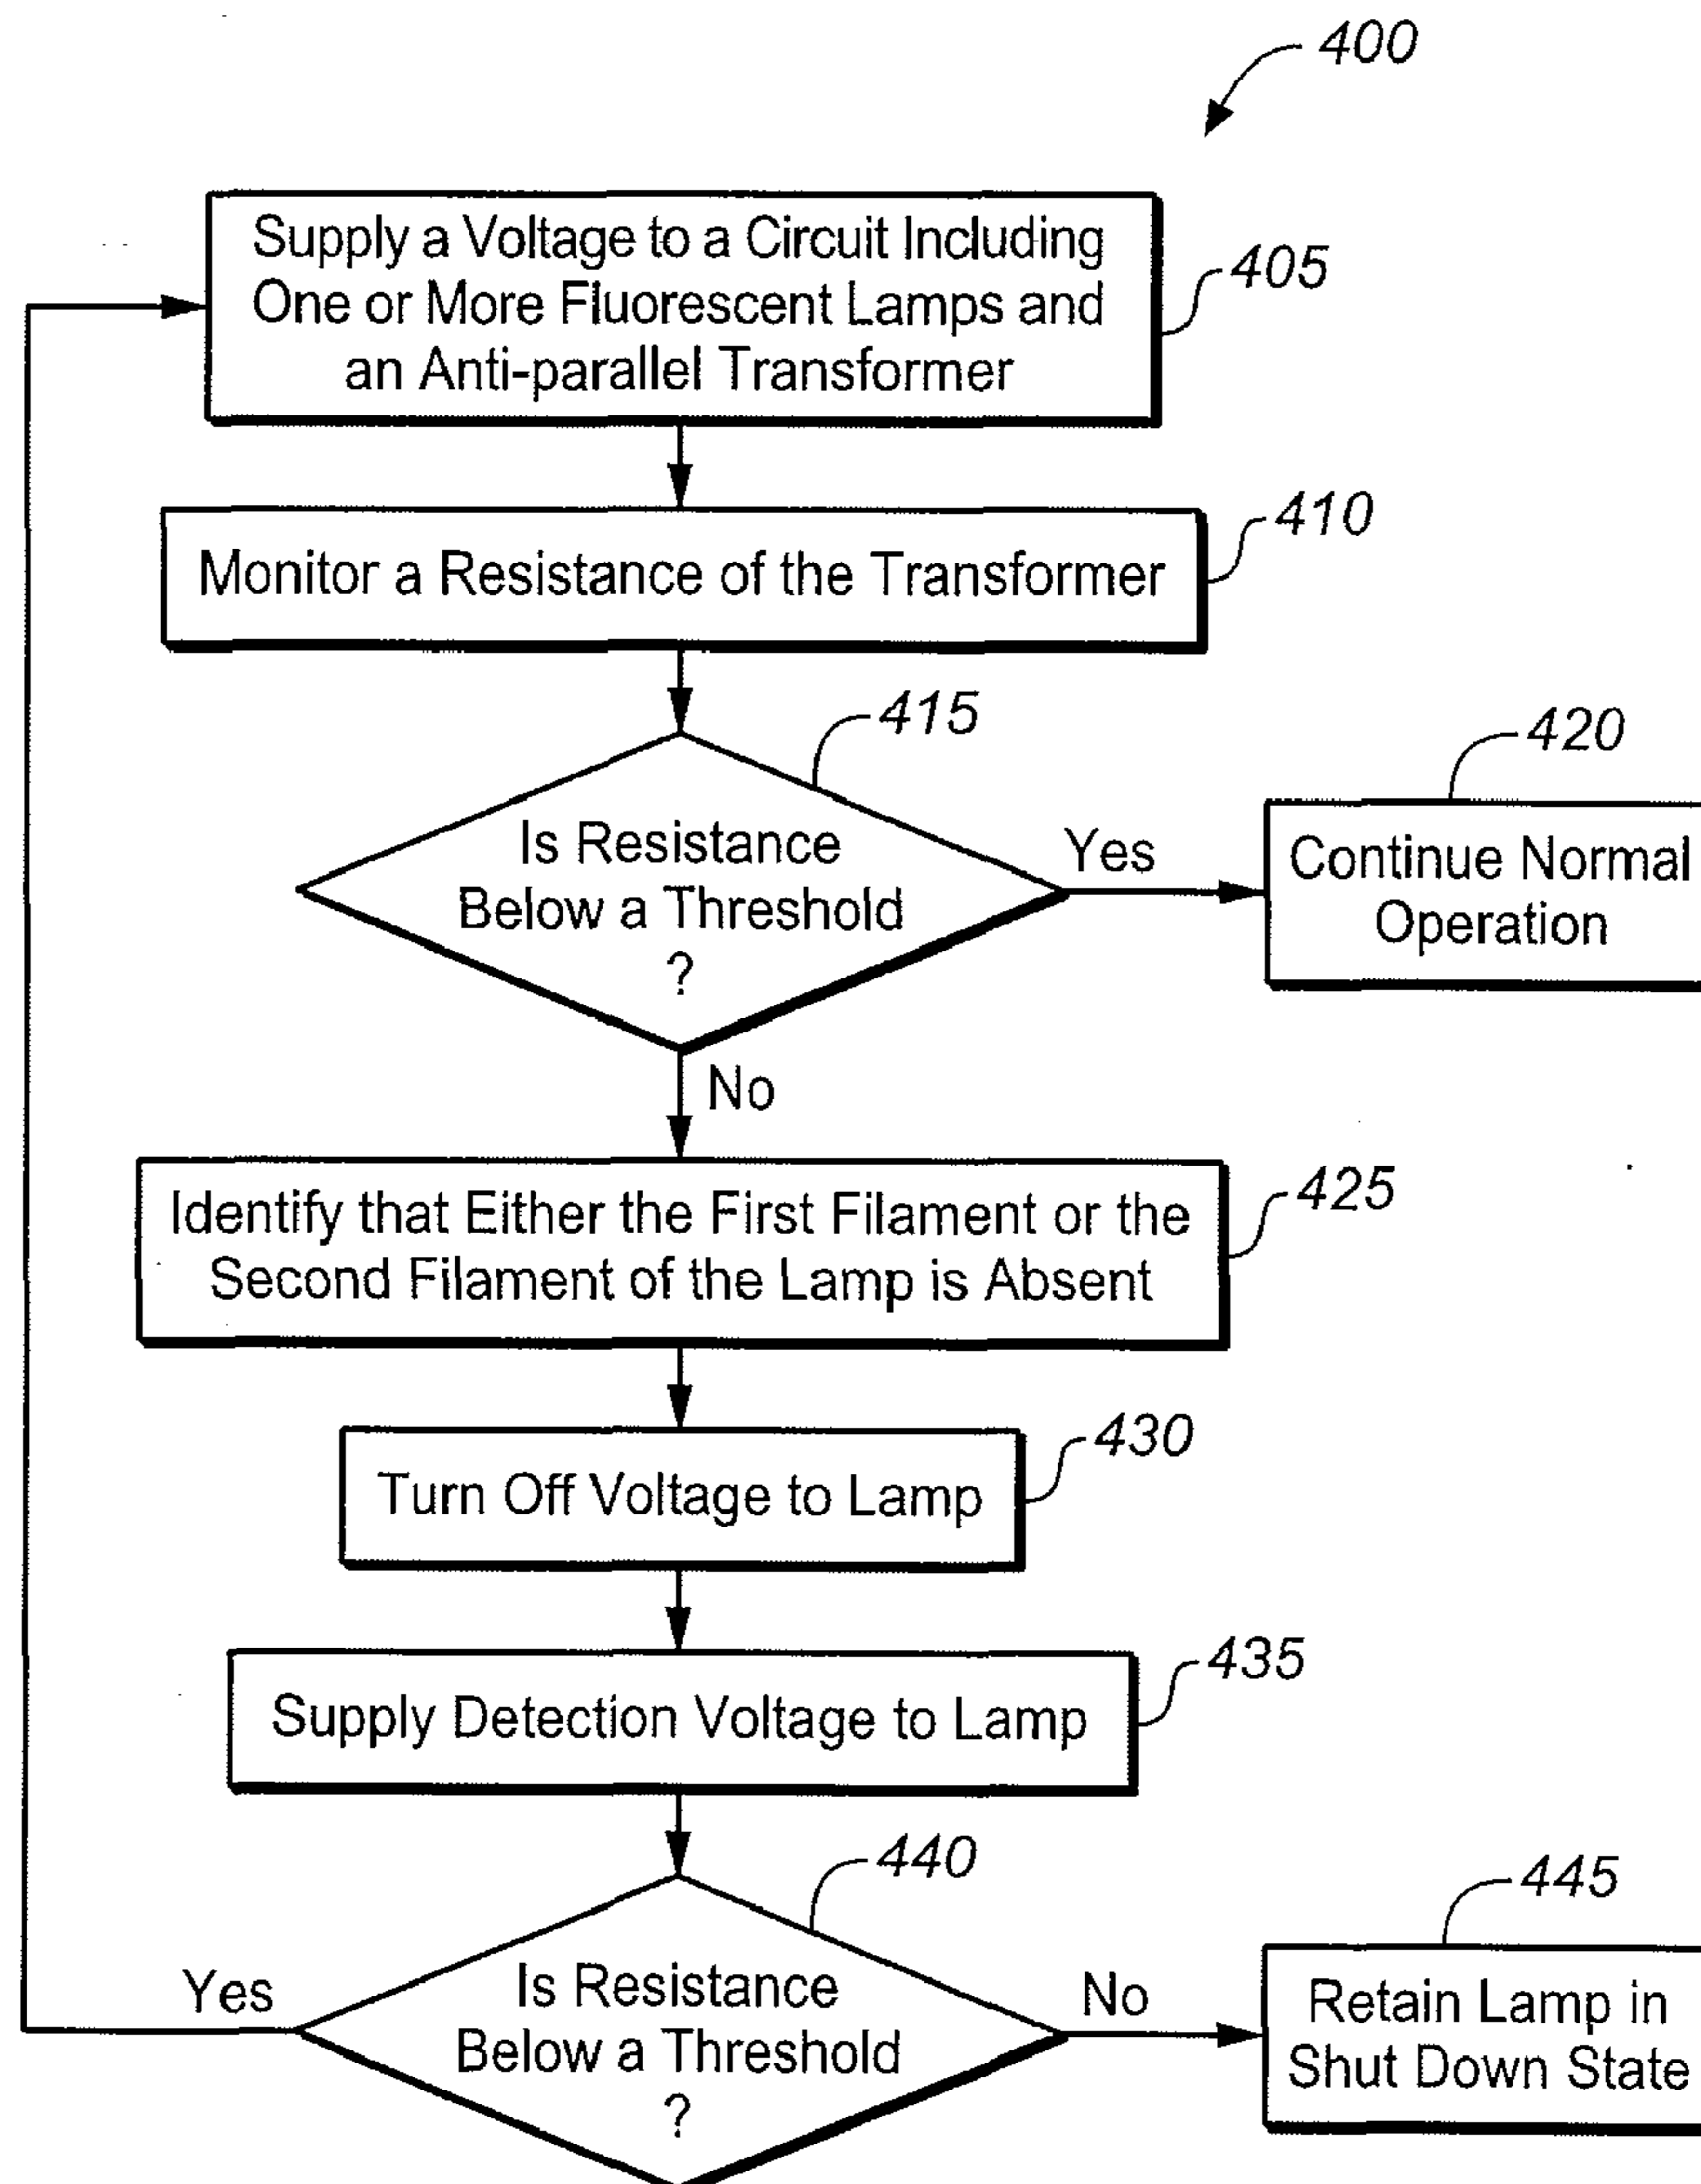 400
Supply a Voltage to a Circuit Including
One or More Fluorescent Lamps and
an Anti-parallel Transformer
405
Monitor a Resistance of the Transformer
410
415
Is Resistance
Below a Threshold
?
Yes
420
Continue Normal
Operation
No
Identify that Either the First Filament or the
Second Filament of the Lamp is Absent
425
Turn Off Voltage to Lamp
430
Supply Detection Voltage to Lamp
435
440
Is Resistance
Below a Threshold
?
Yes
No
445
Retain Lamp in
Shut Down State